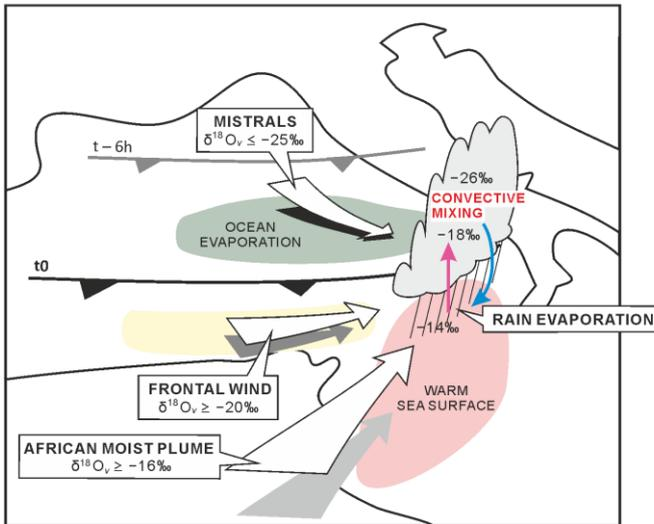 MISTRALS
δ¹⁸Oᵥ ≤ −25‰
t – 6h
−26‰
CONVECTIVE
MIXING
−18‰
OCEAN
EVAPORATION
t0
−14‰
RAIN EVAPORATION
FRONTAL WIND
δ¹⁸Oᵥ ≥ −20‰
WARM
SEA SURFACE
AFRICAN MOIST PLUME
δ¹⁸Oᵥ ≥ −16‰